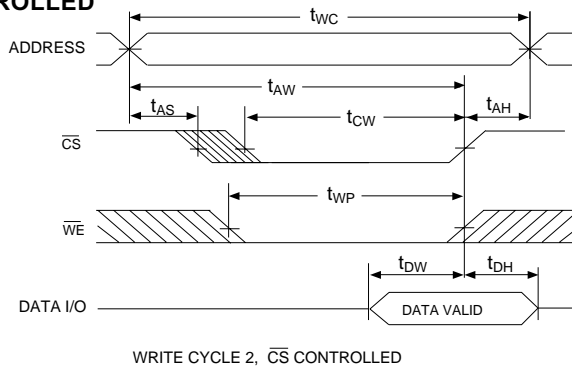 ROLLED
tWC
ADDRESS
tAW
tAS
tCW
tAH
CS
tWP
WE
tDW
tDH
DATA I/O
DATA VALID
WRITE CYCLE 2, CS CONTROLLED